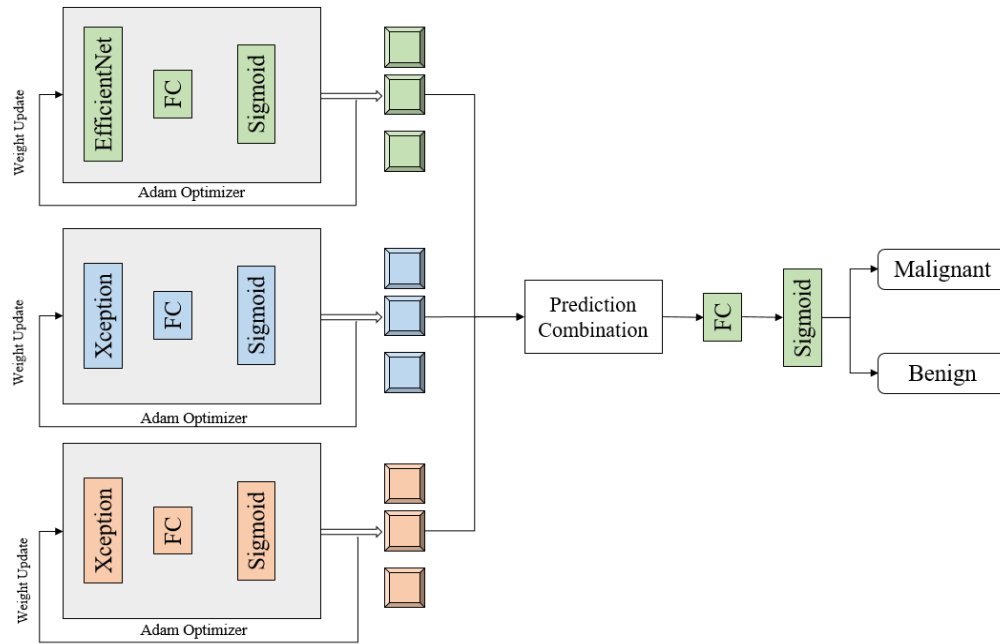 Weight Update
EfficientNet
FC
Sigmoid
Adam Optimizer
Weight Update
Xception
FC
Sigmoid
Adam Optimizer
Weight Update
Xception
FC
Sigmoid
Adam Optimizer
Prediction
Combination
FC
Sigmoid
Malignant
Benign